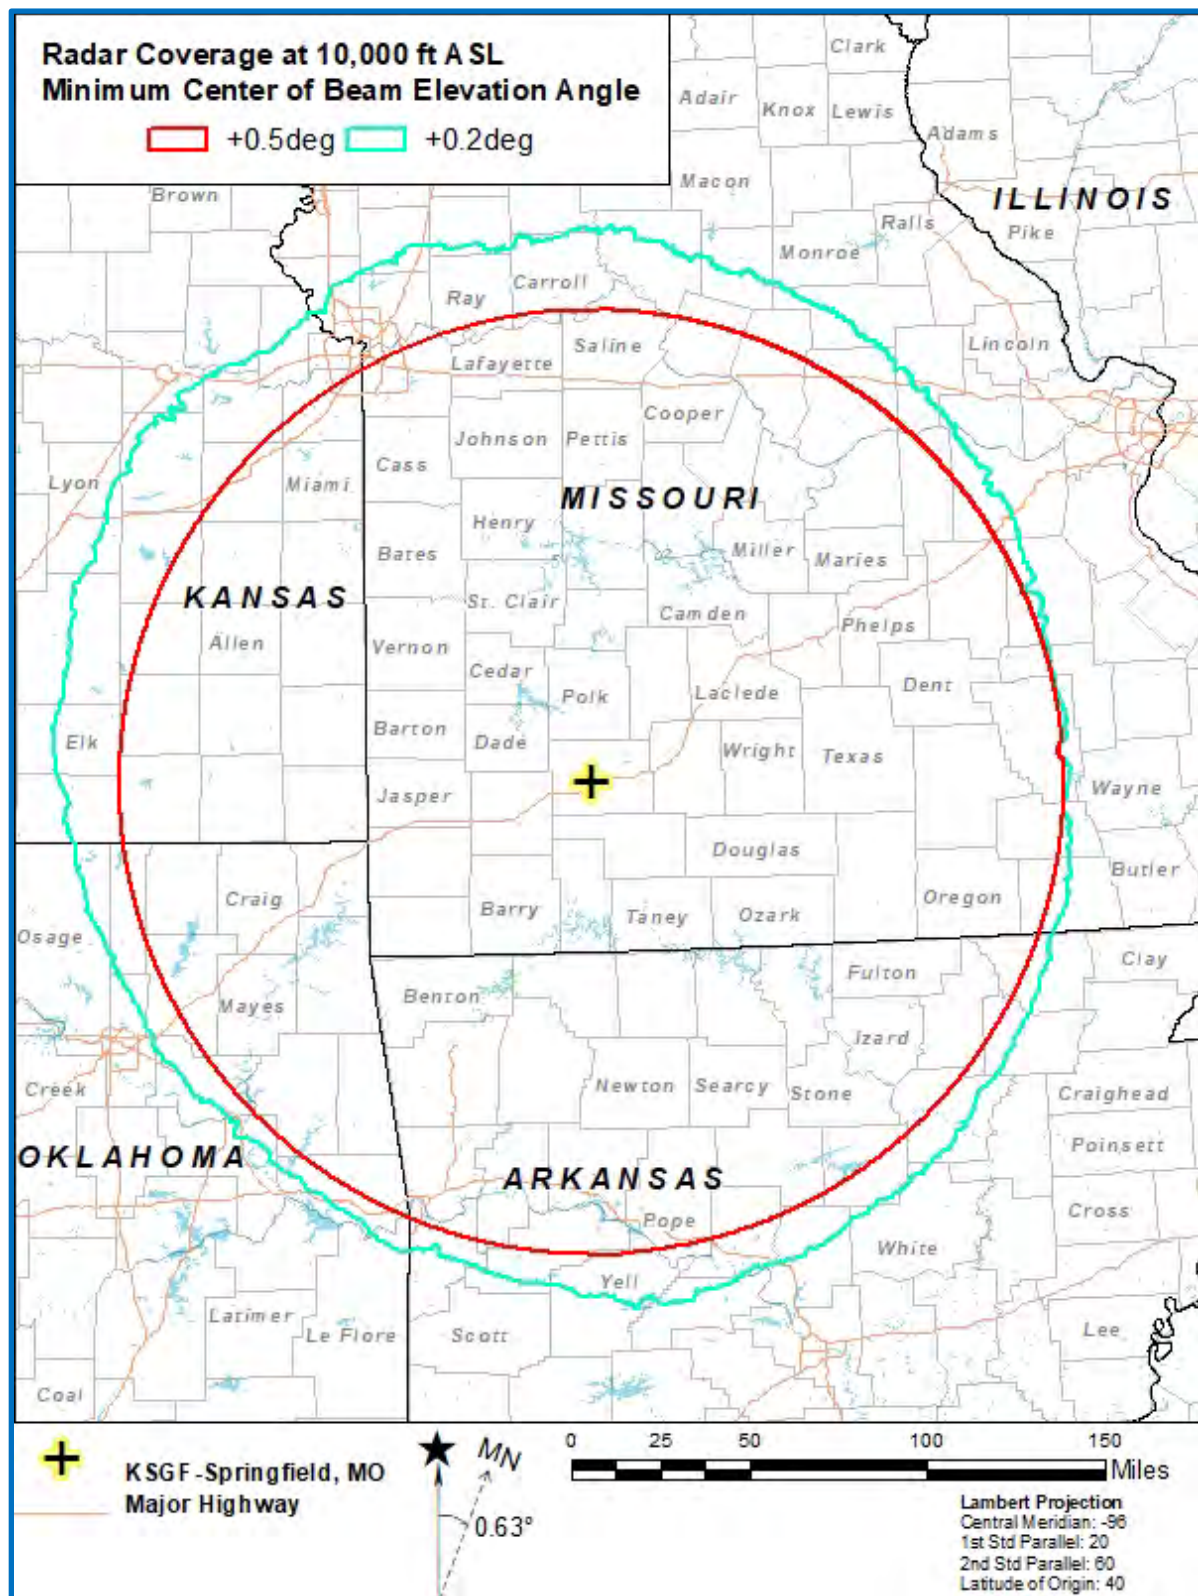 Radar Coverage at 10,000 ft ASL
Minimum Center of Beam Elevation Angle
+0.5deg +0.2deg
Clark
Adair Knox Lewis
Adams
Macon
ILLINOIS
Brown
Ralls Pike
Monroe
Carroll
Ray
Lincoln
Saline
Lafayette
Cooper
Johnson Pettis
Cass
Lyon Miami
MISSOURI
Henry
Bates Miller Maries
KANSAS St. Clair
Camden
Phelps
Allen Vernon
Cedar
Polk Laclede Dent
Elk Barton Dade Wright Texas
Jasper Wayne
Douglas
Butler
Craig Barry Taney Ozark Oregon
Osage
Clay
Fulton
Benton
Mayes
Izard
Creek Newton Searcy Stone Craighead
OKLAHOMA Poinsett
ARKANSAS
Pope Cross
White
Yell
Latimer Le Flore Scott Lee
Coal
KSGF-Springfield, MO
Major Highway
MN
0.63°
0 25 50 100 150
Miles
Lambert Projection
Central Meridian: -96
1st Std Parallel: 20
2nd Std Parallel: 60
Latitude of Origin: 40